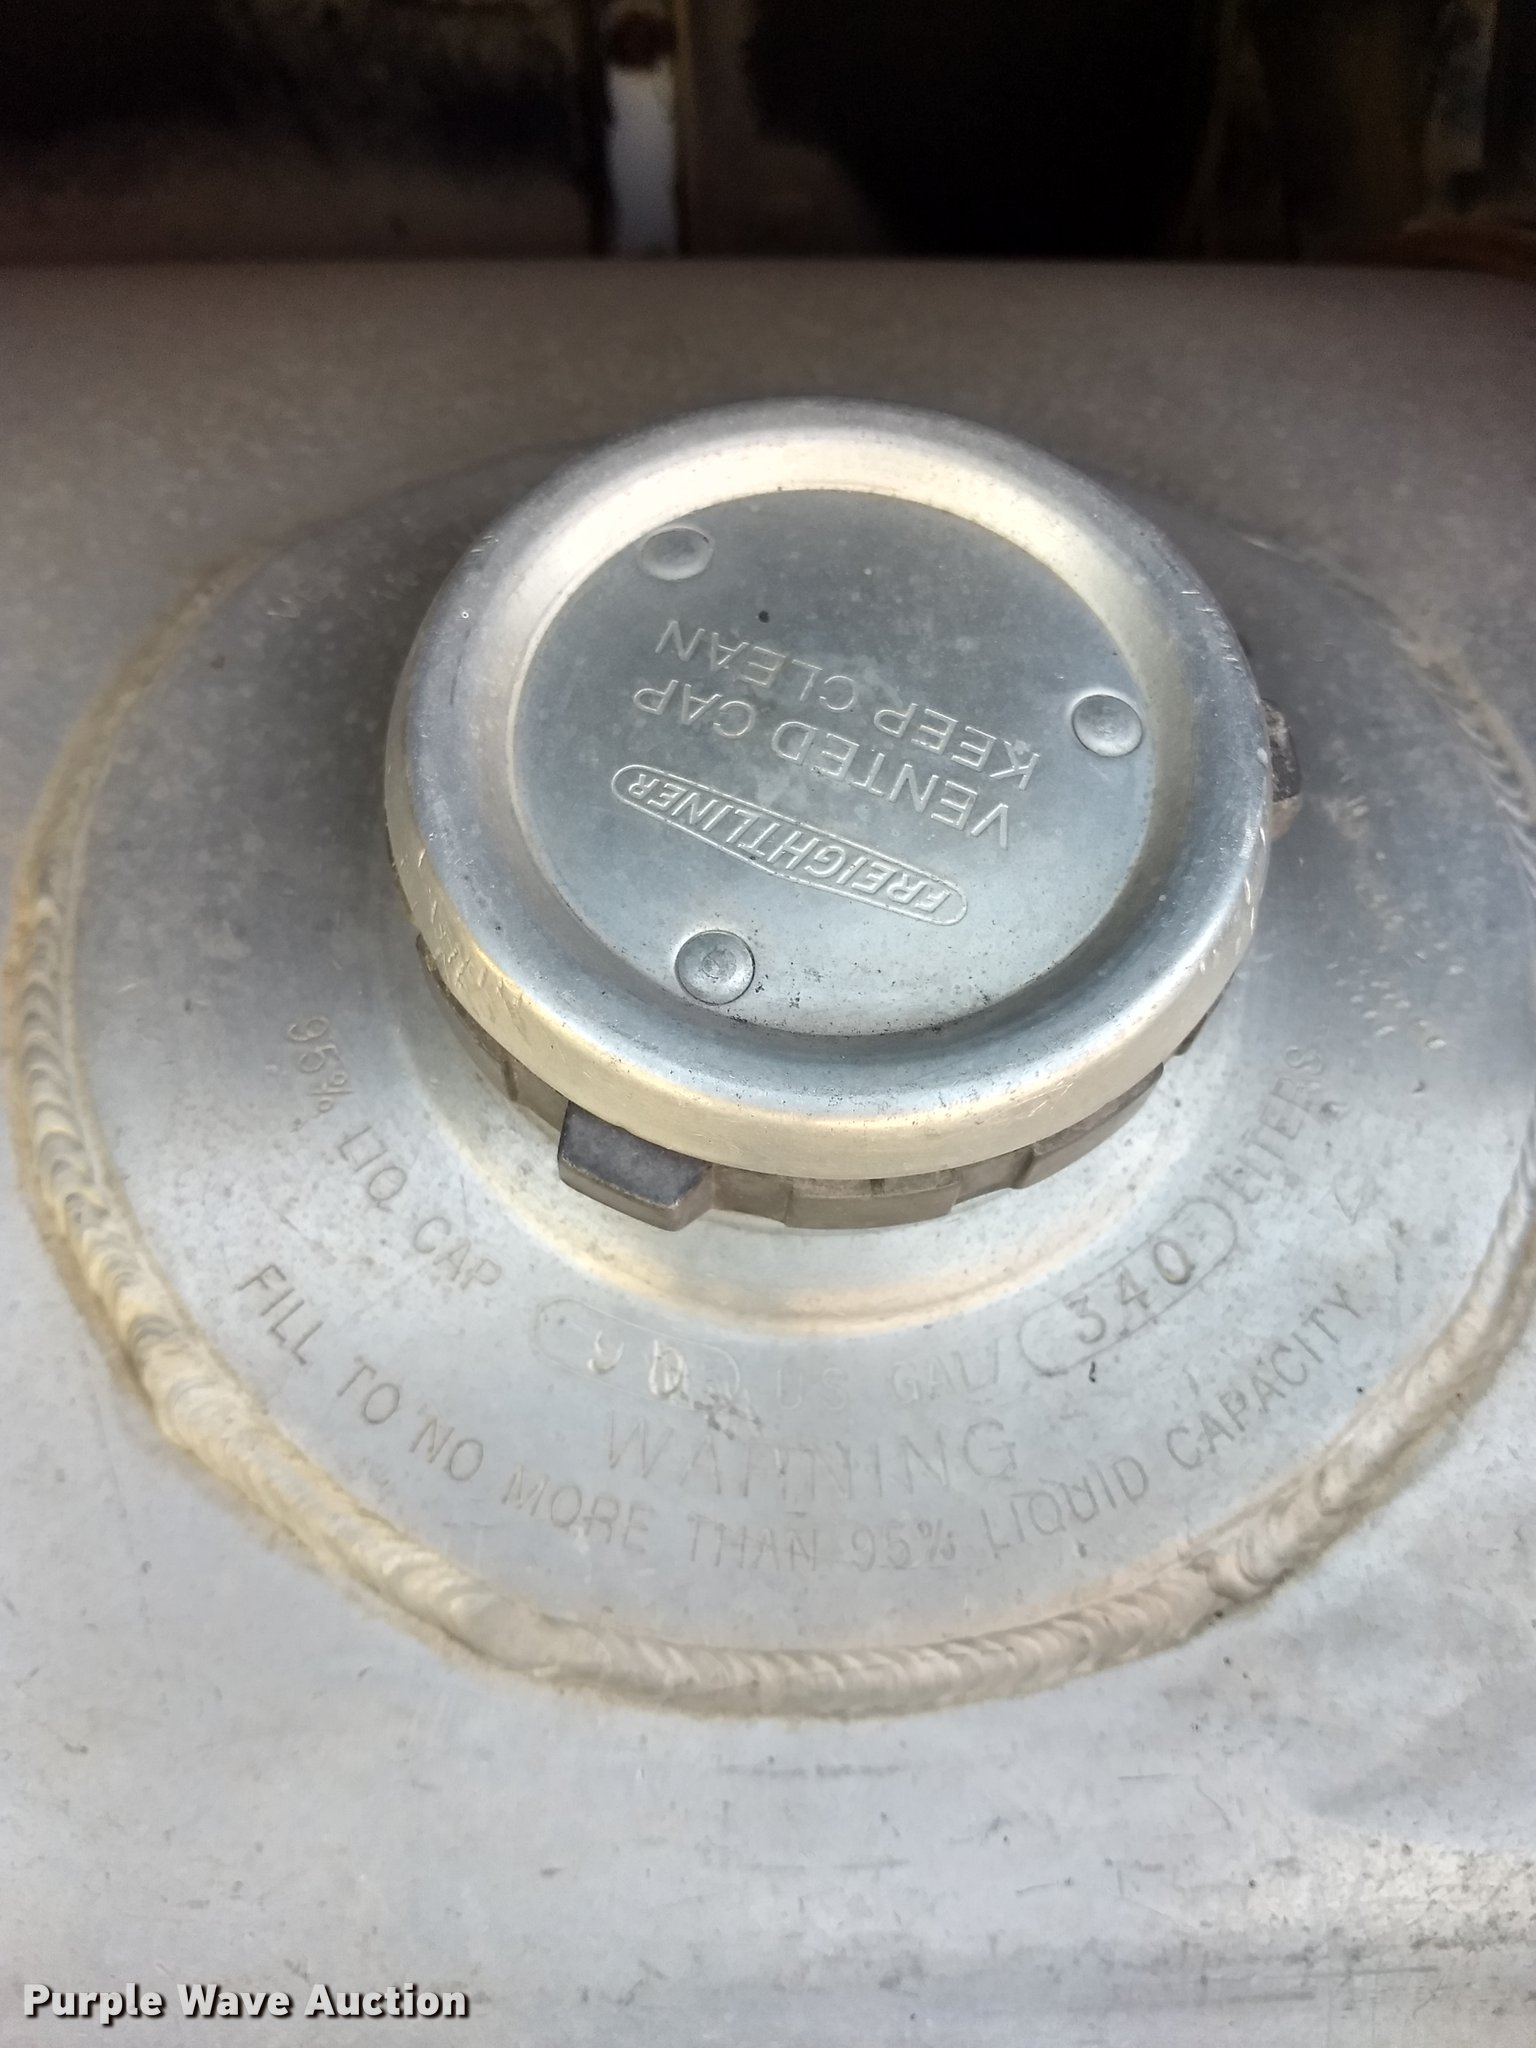 FREIGHTLINER
VENTED CAP
KEEP CLEAN
95% LIQ CAP 90 US GAL/ 340 LITERS
WARNING
FILL TO NO MORE THAN 95% LIQUID CAPACITY
Purple Wave Auction